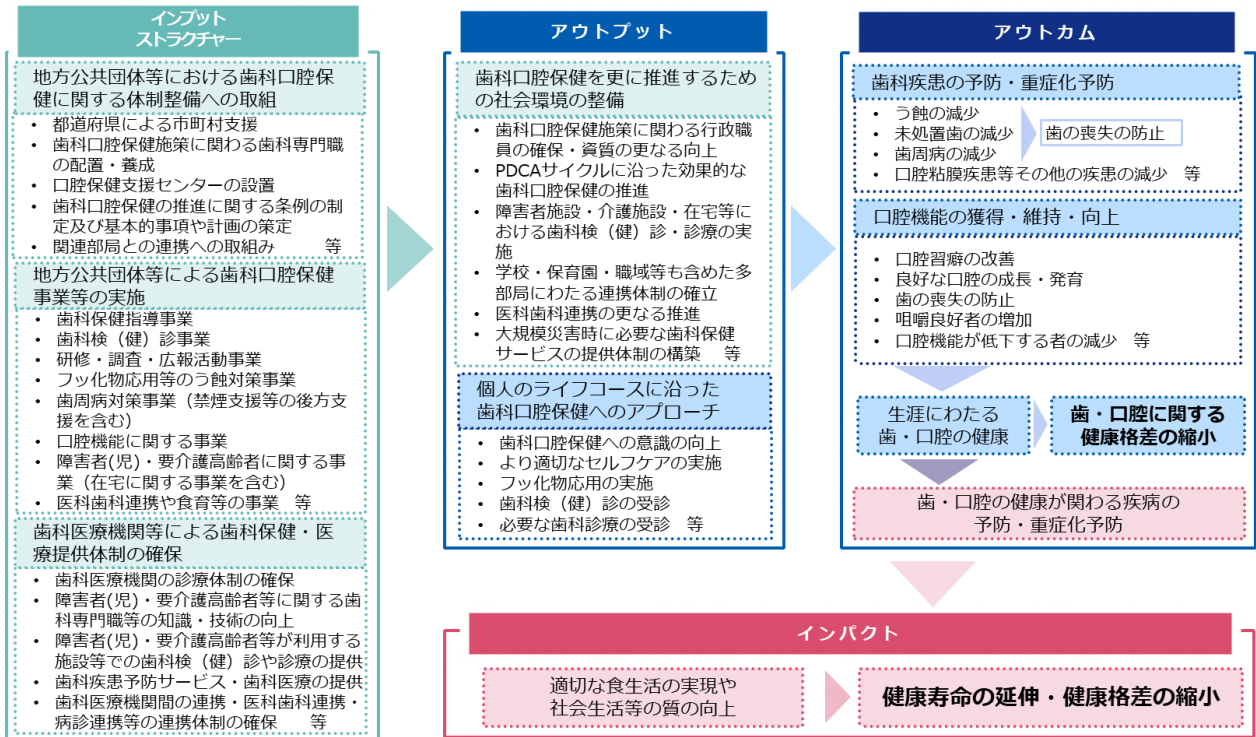 インプット
ストラクチャー
地方公共団体等における歯科口腔保
健に関する体制整備への取組
• 都道府県による市町村支援
• 歯科口腔保健施策に関わる歯科専門職
の配置・養成
• 口腔保健支援センターの設置
• 歯科口腔保健の推進に関する条例の制
定及び基本的事項や計画の策定
• 関連部局との連携への取組み 等
地方公共団体等による歯科口腔保健
事業等の実施
• 歯科保健指導事業
• 歯科検（健）診事業
• 研修・調査・広報活動事業
• フッ化物応用等のう蝕対策事業
• 歯周病対策事業（禁煙支援等の後方支
援を含む）
• 口腔機能に関する事業
• 障害者(児)・要介護高齢者に関する事
業（在宅に関する事業を含む）
• 医科歯科連携や食育等の事業 等
歯科医療機関等による歯科保健・医
療提供体制の確保
• 歯科医療機関の診療体制の確保
• 障害者(児)・要介護高齢者等に関する歯
科専門職等の知識・技術の向上
• 障害者(児)・要介護高齢者等が利用する
施設等での歯科検（健）診や診療の提供
• 歯科疾患予防サービス・歯科医療の提供
• 歯科医療機関間の連携・医科歯科連携・
病診連携等の連携体制の確保 等
アウトプット
歯科口腔保健を更に推進するため
の社会環境の整備
• 歯科口腔保健施策に関わる行政職
員の確保・資質の更なる向上
• PDCAサイクルに沿った効果的な
歯科口腔保健の推進
• 障害者施設・介護施設・在宅等に
おける歯科検（健）診・診療の実
施
• 学校・保育園・職域等も含めた多
部局にわたる連携体制の確立
• 医科歯科連携の更なる推進
• 大規模災害時に必要な歯科保健
サービスの提供体制の構築 等
個人のライフコースに沿った
歯科口腔保健へのアプローチ
• 歯科口腔保健への意識の向上
• より適切なセルフケアの実施
• フッ化物応用の実施
• 歯科検（健）診の受診
• 必要な歯科診療の受診 等
アウトカム
歯科疾患の予防・重症化予防
• う蝕の減少
• 未処置歯の減少
• 歯周病の減少
• 口腔粘膜疾患等その他の疾患の減少 等
歯の喪失の防止
口腔機能の獲得・維持・向上
• 口腔習癖の改善
• 良好な口腔の成長・発育
• 歯の喪失の防止
• 咀嚼良好者の増加
• 口腔機能が低下する者の減少 等
生涯にわたる
歯・口腔の健康
歯・口腔に関する
健康格差の縮小
歯・口腔の健康が関わる疾病の
予防・重症化予防
インパクト
適切な食生活の実現や
社会生活等の質の向上
健康寿命の延伸・健康格差の縮小